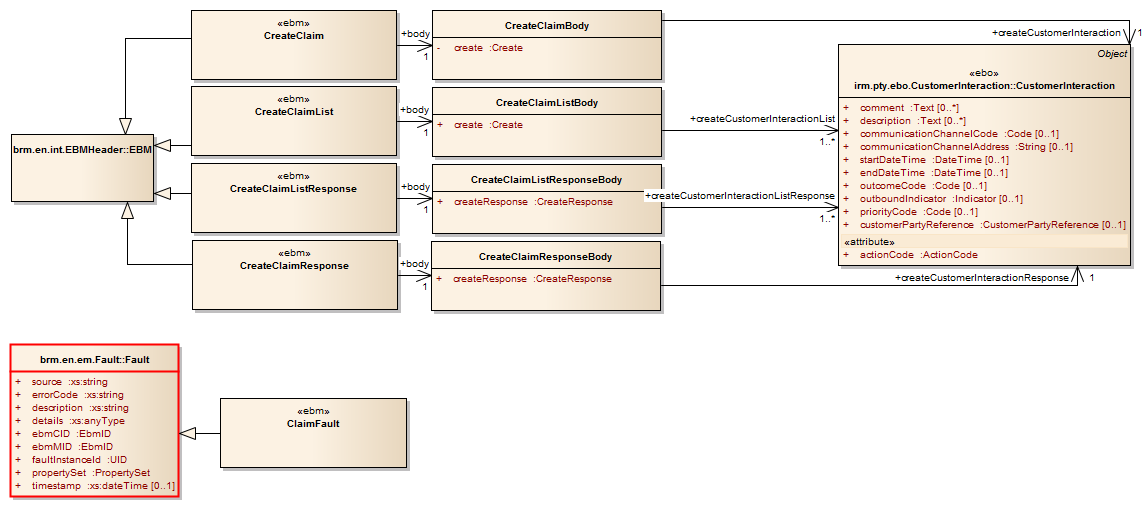 «ebm»
CreateClaim
+body
1
CreateClaimBody
- create :Create
+createCustomerInteraction
1
«ebm»
CreateClaimList
+body
1
CreateClaimListBody
+ create :Create
+createCustomerInteractionList
1..*
brm.en.int.EBMHeader::EBM
«ebm»
CreateClaimListResponse
+body
1
CreateClaimListResponseBody
+ createResponse :CreateResponse
+createCustomerInteractionListResponse
1..*
«ebm»
CreateClaimResponse
+body
1
CreateClaimResponseBody
+ createResponse :CreateResponse
+createCustomerInteractionResponse
1
Object
«ebo»
irm.pty.ebo.CustomerInteraction::CustomerInteraction
+ comment :Text [0..*]
+ description :Text [0..*]
+ communicationChannelCode :Code [0..1]
+ communicationChannelAddress :String [0..1]
+ startDateTime :DateTime [0..1]
+ endDateTime :DateTime [0..1]
+ outcomeCode :Code [0..1]
+ outboundIndicator :Indicator [0..1]
+ priorityCode :Code [0..1]
+ customerPartyReference :CustomerPartyReference [0..1]
«attribute»
+ actionCode :ActionCode
brm.en.em.Fault::Fault
+ source :xs:string
+ errorCode :xs:string
+ description :xs:string
+ details :xs:anyType
+ ebmCID :EbmID
+ ebmMID :EbmID
+ faultInstanceId :UID
+ propertySet :PropertySet
+ timestamp :xs:dateTime [0..1]
«ebm»
ClaimFault